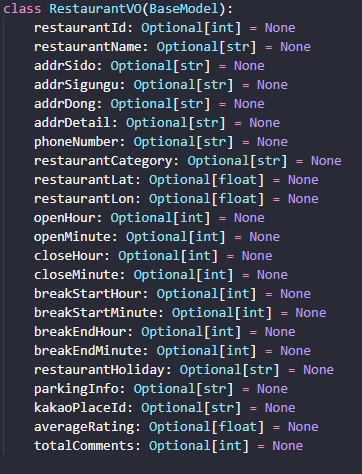 class RestaurantVO(BaseModel):
    restaurantId: Optional[int] = None
    restaurantName: Optional[str] = None
    addrSido: Optional[str] = None
    addrSigungu: Optional[str] = None
    addrDong: Optional[str] = None
    addrDetail: Optional[str] = None
    phoneNumber: Optional[str] = None
    restaurantCategory: Optional[str] = None
    restaurantLat: Optional[float] = None
    restaurantLon: Optional[float] = None
    openHour: Optional[int] = None
    openMinute: Optional[int] = None
    closeHour: Optional[int] = None
    closeMinute: Optional[int] = None
    breakStartHour: Optional[int] = None
    breakStartMinute: Optional[int] = None
    breakEndHour: Optional[int] = None
    breakEndMinute: Optional[int] = None
    restaurantHoliday: Optional[str] = None
    parkingInfo: Optional[str] = None
    kakaoPlaceId: Optional[str] = None
    averageRating: Optional[float] = None
    totalComments: Optional[int] = None